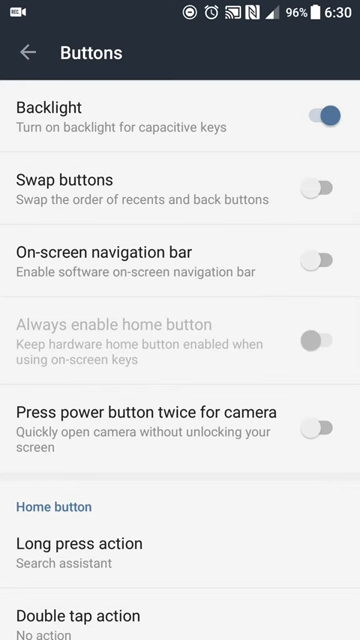 REC
96% 6:30
Buttons
Backlight
Turn on backlight for capacitive keys
Swap buttons
Swap the order of recents and back buttons
On-screen navigation bar
Enable software on-screen navigation bar
Always enable home button
Keep hardware home button enabled when
using on-screen keys
Press power button twice for camera
Quickly open camera without unlocking your
screen
Home button
Long press action
Search assistant
Double tap action
No action